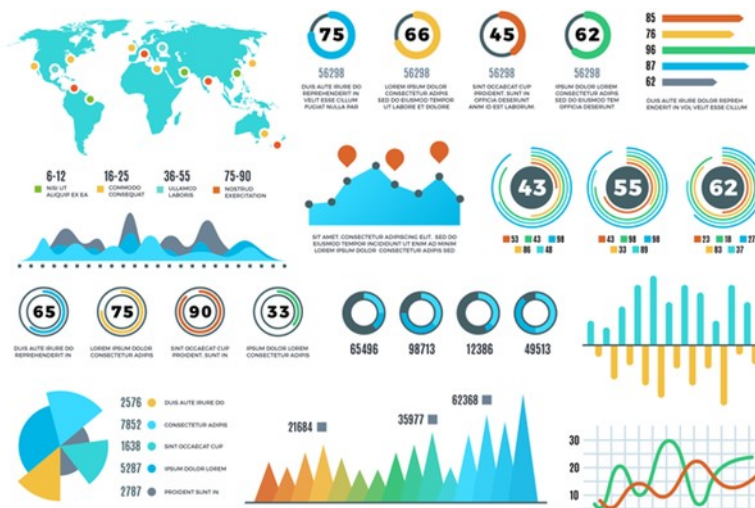 75
66
45
62
56298
56298
56298
56298
DUIS AUTE IRURE DO
REPREHENDERIT IN
VELIT ESSE CILLUM
FUGIAT NULLA PAR
LOREM IPSUM DOLOR
CONSECTETUR ADIPIS
SED DO EIUSMOD TEMPOR
UT LABORE ET DOLORE
SINT OCCAECAT CUP
PROIDENT, SUNT IN
OFFICIA DESERUNT
ANIM ID EST LABORUM.
IPSUM DOLOR LOREM
CONSECTETUR ADIPIS
SED DO EIUSMOD TEM
OFFICIA DESERUNT
85
76
96
87
62
DUIS AUTE IRURE DOLOR REPREH
ENDERIT IN VOL VELIT ESSE CILLUM
6-12
NISI UT
ALIQUIP EX EA
16-25
COMMODO
CONSEQUAT
36-55
ULLAMCO
LABORIS
75-90
NOSTRUD
EXERCITATION
SIT AMET, CONSECTETUR ADIPISCING ELIT, SED DO
EIUSMOD TEMPOR INCIDIDUNT UT ENIM AD MINIM
LOREM IPSUM DOLOR CONSECTETUR ADIPIS SED
43
53 43 98
86 48
55
43 98 98
33 89
62
23 18 27
83 37
65
DUIS AUTE IRURE DO
REPREHENDERIT IN
75
LOREM IPSUM DOLOR
CONSECTETUR ADIPIS
90
SINT OCCAECAT CUP
PROIDENT, SUNT IN
33
IPSUM DOLOR LOREM
CONSECTETUR ADIPIS
65496
98713
12386
49513
2576 DUIS AUTE IRURE DO
7852 CONSECTETUR ADIPIS
1638 SINT OCCAECAT CUP
5287 IPSUM DOLOR LOREM
2787 PROIDENT SUNT IN
21684
35977
62368
30
20
10